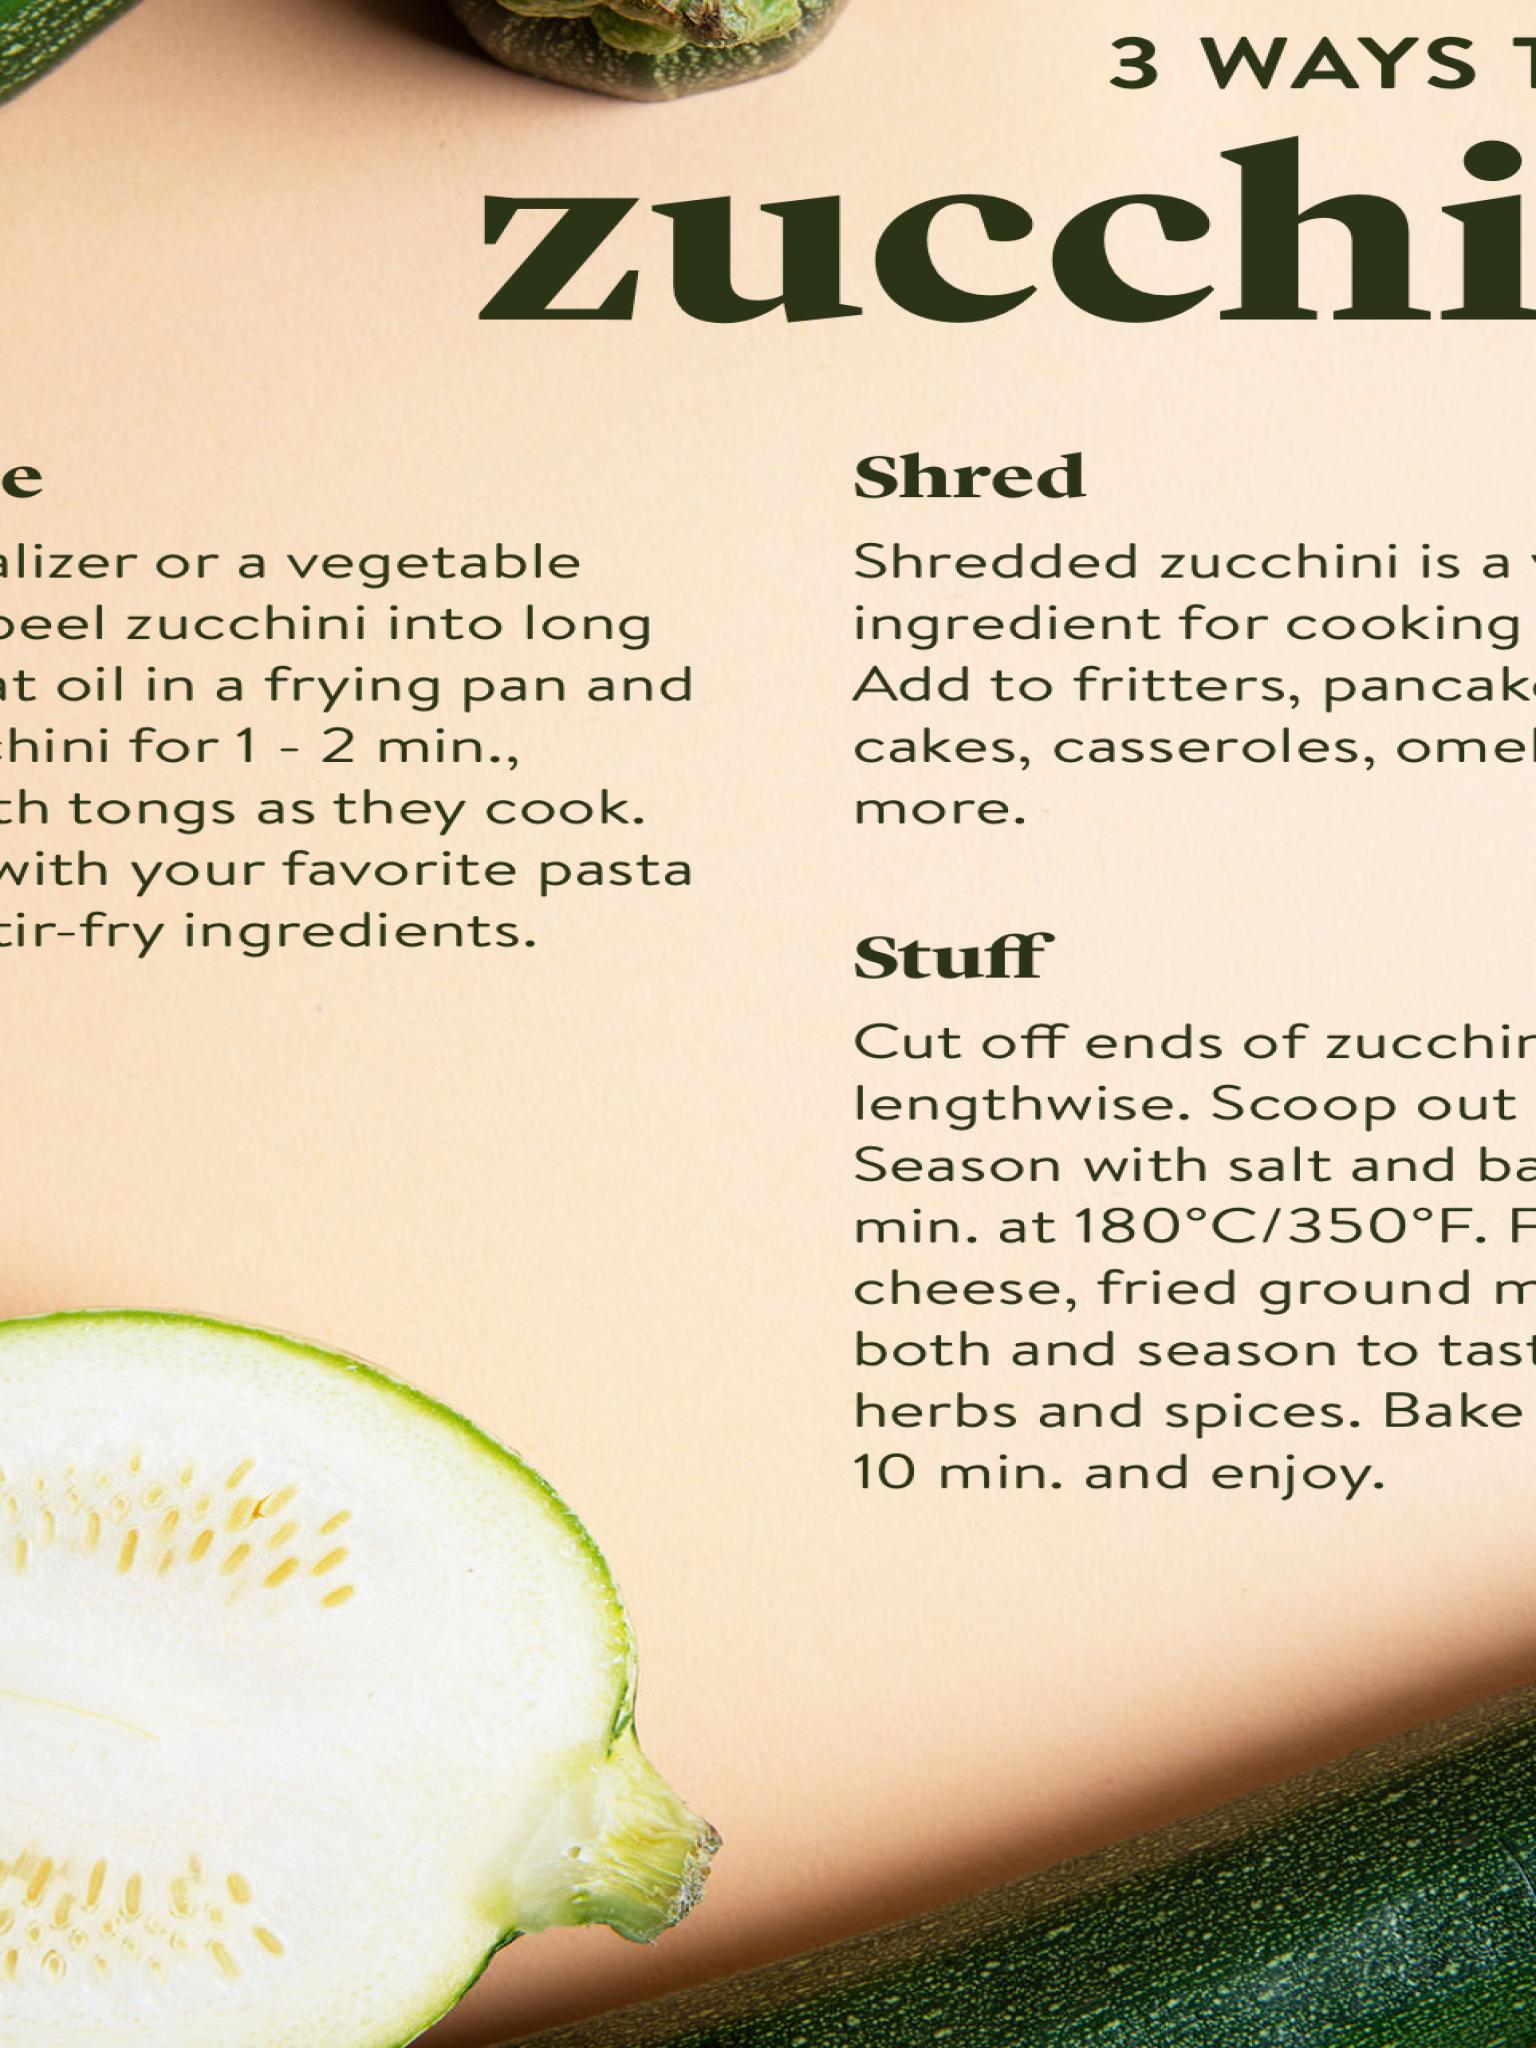 3 WAYS T
zucchi
e
alizer or a vegetable
peel zucchini into long
at oil in a frying pan and
chini for 1 - 2 min.,
th tongs as they cook.
with your favorite pasta
tir-fry ingredients.
Shred
Shredded zucchini is a v
ingredient for cooking
Add to fritters, pancake
cakes, casseroles, omel
more.
Stuff
Cut off ends of zucchin
lengthwise. Scoop out
Season with salt and ba
min. at 180°C/350°F. F
cheese, fried ground m
both and season to tast
herbs and spices. Bake
10 min. and enjoy.